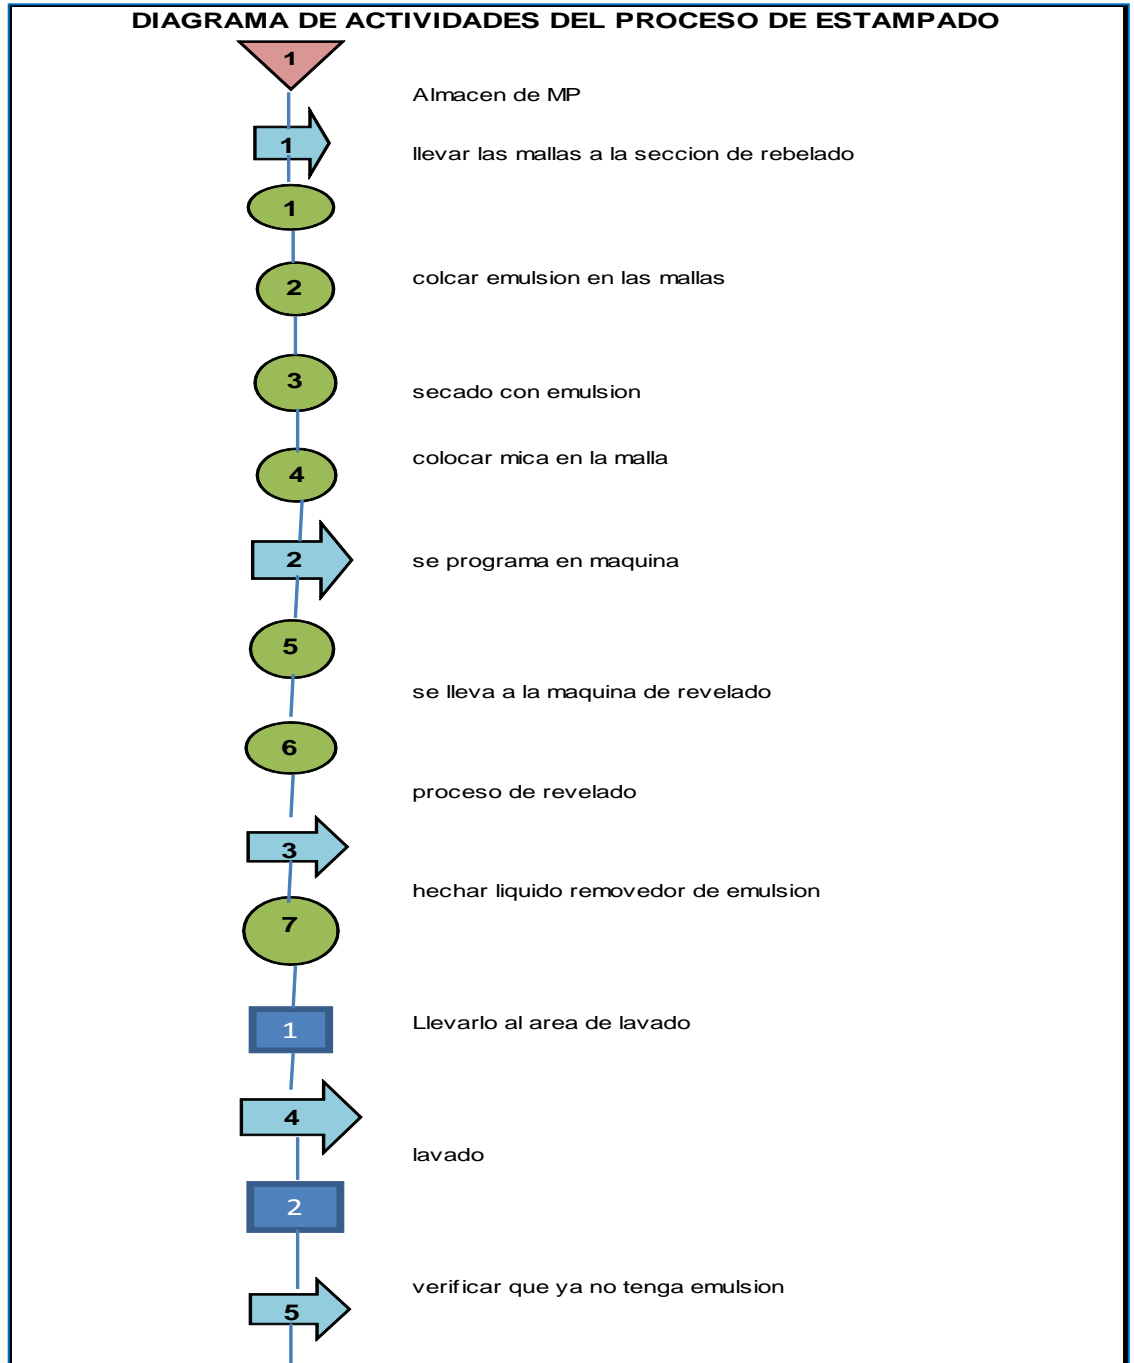 DIAGRAMA DE ACTIVIDADES DEL PROCESO DE ESTAMPADO
1
Almacen de MP
1
llevar las mallas a la seccion de rebelado
1
2
colcar emulsion en las mallas
3
secado con emulsion
4
colocar mica en la malla
2
se programa en maquina
5
se lleva a la maquina de revelado
6
proceso de revelado
3
hechar liquido removedor de emulsion
7
1
Llevarlo al area de lavado
4
lavado
2
verificar que ya no tenga emulsion
5